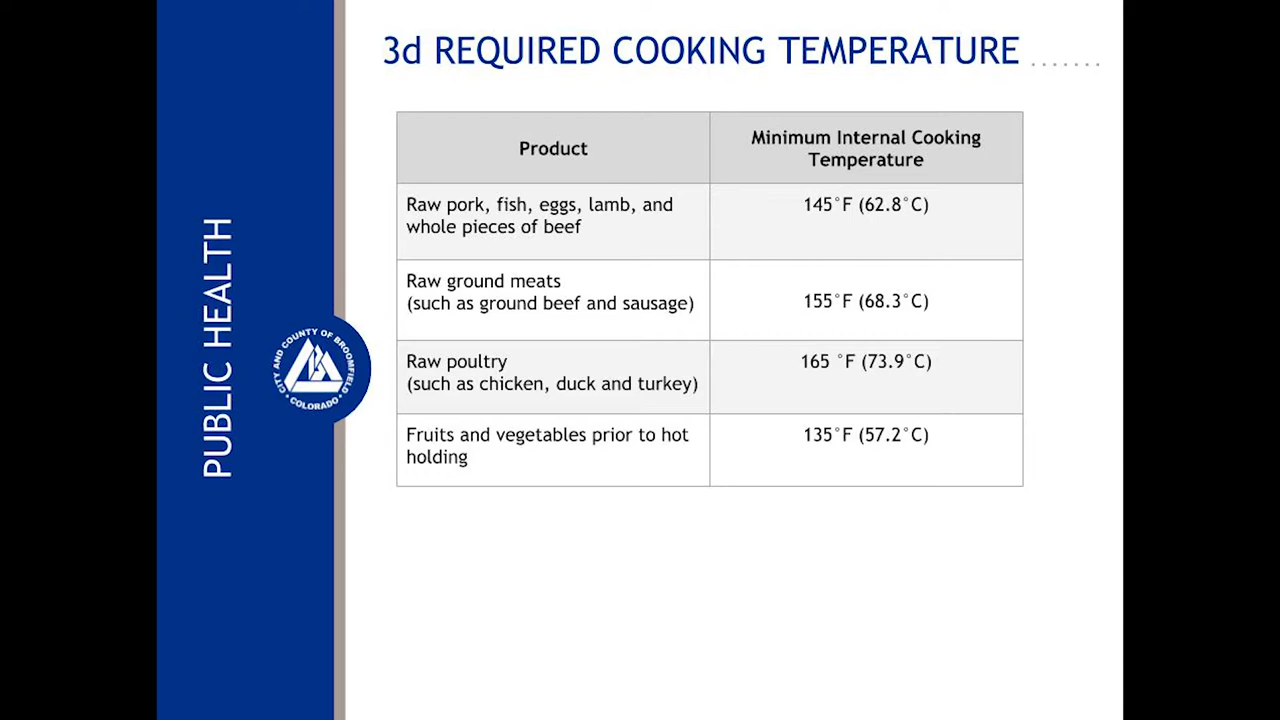 3d REQUIRED COOKING TEMPERATURE .......
Product
Minimum Internal Cooking
Temperature
Raw pork, fish, eggs, lamb, and
whole pieces of beef
145°F (62.8°C)
Raw ground meats
(such as ground beef and sausage)
155°F (68.3°C)
Raw poultry
(such as chicken, duck and turkey)
165 °F (73.9°C)
Fruits and vegetables prior to hot
holding
135°F (57.2°C)
PUBLIC HEALTH
CITY AND COUNTY OF BROOMFIELD
• COLORADO •